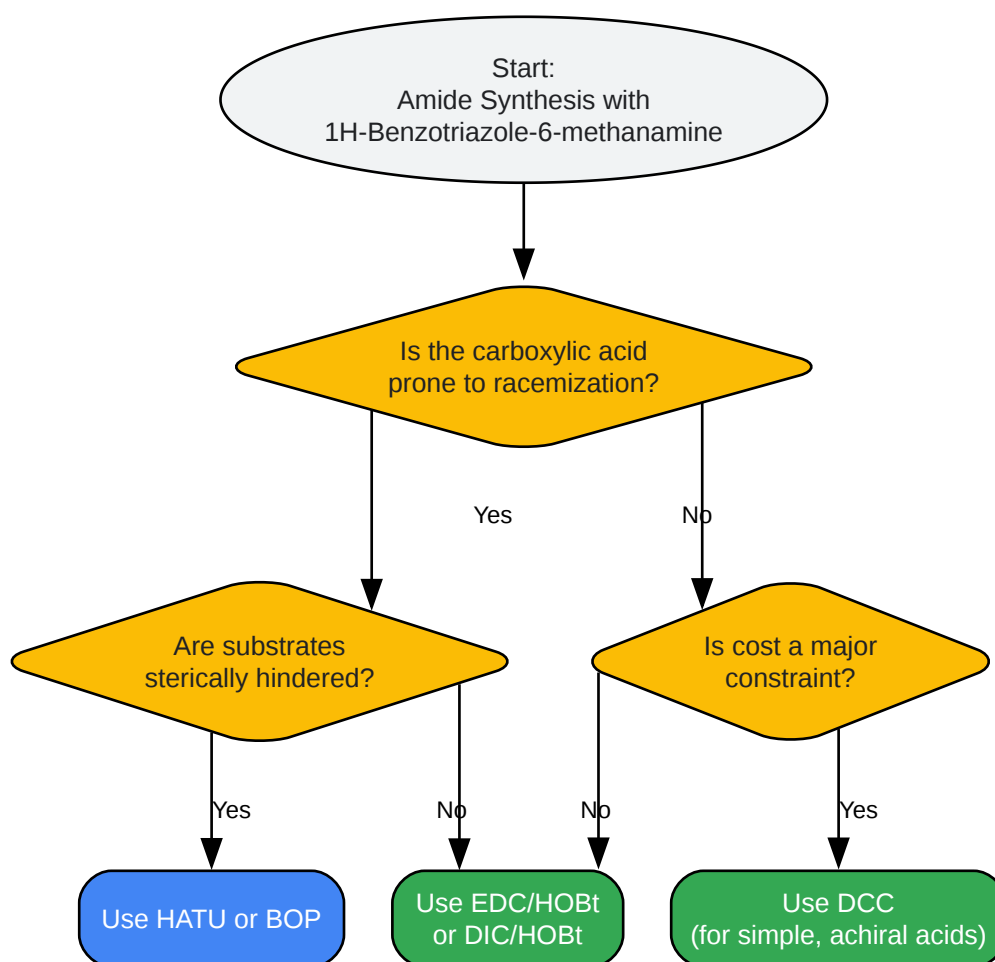 Start:
Amide Synthesis with
1H-Benzotriazole-6-methanamine
Is the carboxylic acid
prone to racemization?
Yes
No
Are substrates
sterically hindered?
Is cost a major
constraint?
Yes
No
No
Yes
Use HATU or BOP
Use EDC/HOBt
or DIC/HOBt
Use DCC
(for simple, achiral acids)